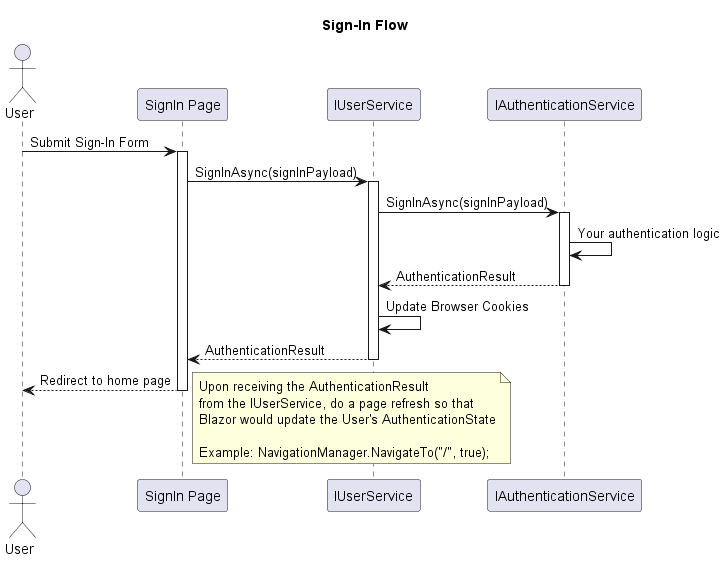 Sign-In Flow
User
SignIn Page
IUserService
IAuthenticationService
Submit Sign-In Form
SignInAsync(signInPayload)
SignInAsync(signInPayload)
Your authentication logic
AuthenticationResult
Update Browser Cookies
AuthenticationResult
Redirect to home page
Upon receiving the AuthenticationResult
from the IUserService, do a page refresh so that
Blazor would update the User's AuthenticationState
Example: NavigationManager.NavigateTo("/", true);
User
SignIn Page
IUserService
IAuthenticationService